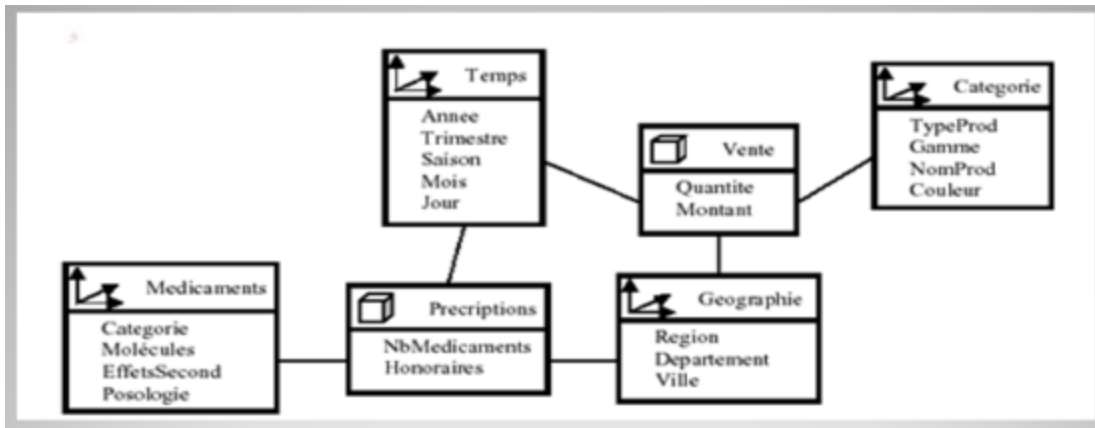 Temps
Annee
Trimestre
Saison
Mois
Jour
Vente
Quantite
Montant
Categorie
TypeProd
Gamme
NomProd
Couleur
Medicaments
Categorie
Molécules
EffetsSecond
Posologie
Precriptions
NbMedicaments
Honoraires
Geographie
Region
Departement
Ville